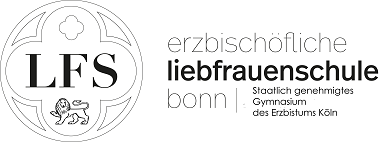 LFS
erzbischöfliche
liebfrauenschule
bonn | Staatlich genehmigtes
Gymnasium
des Erzbistums Köln